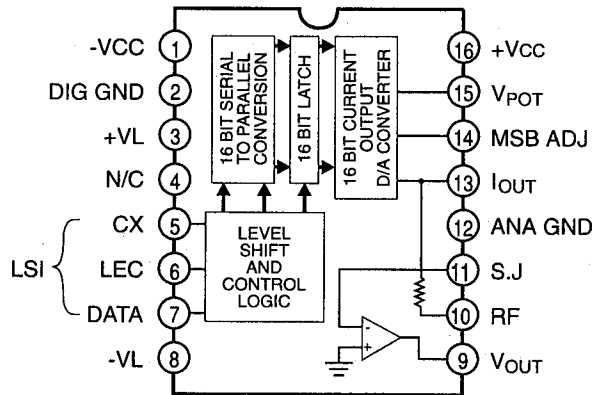 -VCC 1
DIG GND 2
+VL 3
N/C 4
CX 5
LEC 6
DATA 7
-VL 8
LSI
16 BIT SERIAL
TO PARALLEL
CONVERSION
16 BIT LATCH
16 BIT CURRENT
OUTPUT
D/A CONVERTER
LEVEL
SHIFT
AND
CONTROL
LOGIC
-
+
16 +VCC
15 VPOT
14 MSB ADJ
13 IOUT
12 ANA GND
11 S.J
10 RF
9 VOUT